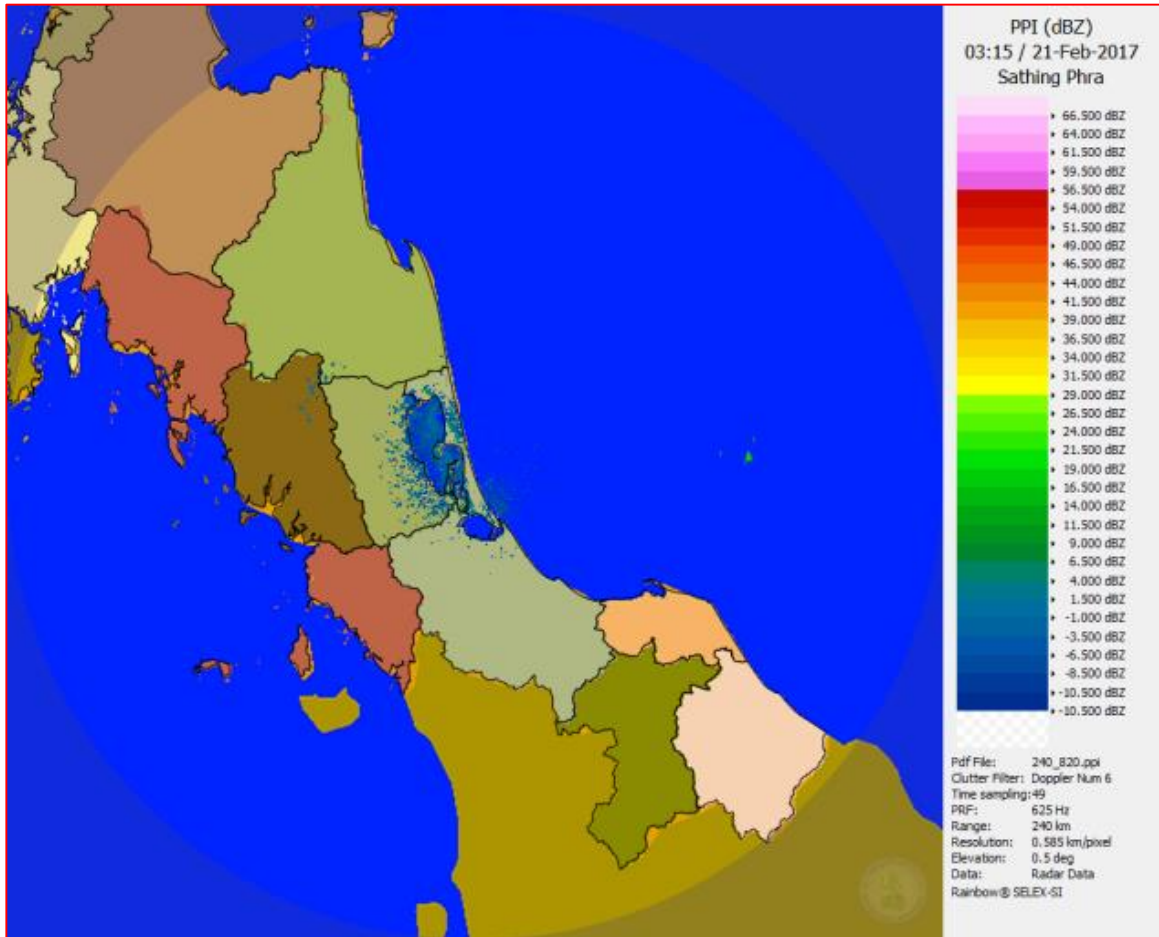 PPI (dBZ)
03:15 / 21-Feb-2017
Sathing Phra
66.500 dBZ
64.000 dBZ
61.500 dBZ
59.500 dBZ
56.500 dBZ
54.000 dBZ
51.500 dBZ
49.000 dBZ
46.500 dBZ
44.000 dBZ
41.500 dBZ
39.000 dBZ
36.500 dBZ
34.000 dBZ
31.500 dBZ
29.000 dBZ
26.500 dBZ
24.000 dBZ
21.500 dBZ
19.000 dBZ
16.500 dBZ
14.000 dBZ
11.500 dBZ
9.000 dBZ
6.500 dBZ
4.000 dBZ
1.500 dBZ
-1.000 dBZ
-3.500 dBZ
-6.500 dBZ
-8.500 dBZ
-10.500 dBZ
-10.500 dBZ
Pdf File: 240_820.ppi
Clutter Filter: Doppler Num 6
Time sampling:49
PRF: 625 Hz
Range: 240 km
Resolution: 0.585 km/pixel
Elevation: 0.5 deg
Data: Radar Data
Rainbow® SELEX-SI